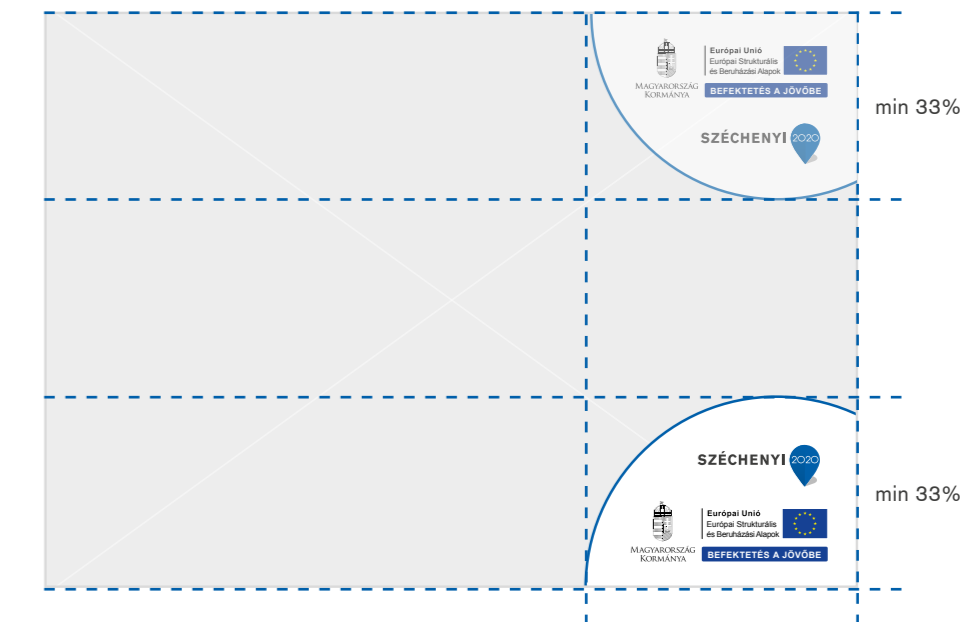 Európai Unió
Európai Strukturális
és Beruházási Alapok
MAGYARORSZÁG
KORMÁNYA
BEFEKTETÉS A JÖVŐBE
min 33%
SZÉCHENYI 2020
SZÉCHENYI 2020
min 33%
Európai Unió
Európai Strukturális
és Beruházási Alapok
MAGYARORSZÁG
KORMÁNYA
BEFEKTETÉS A JÖVŐBE